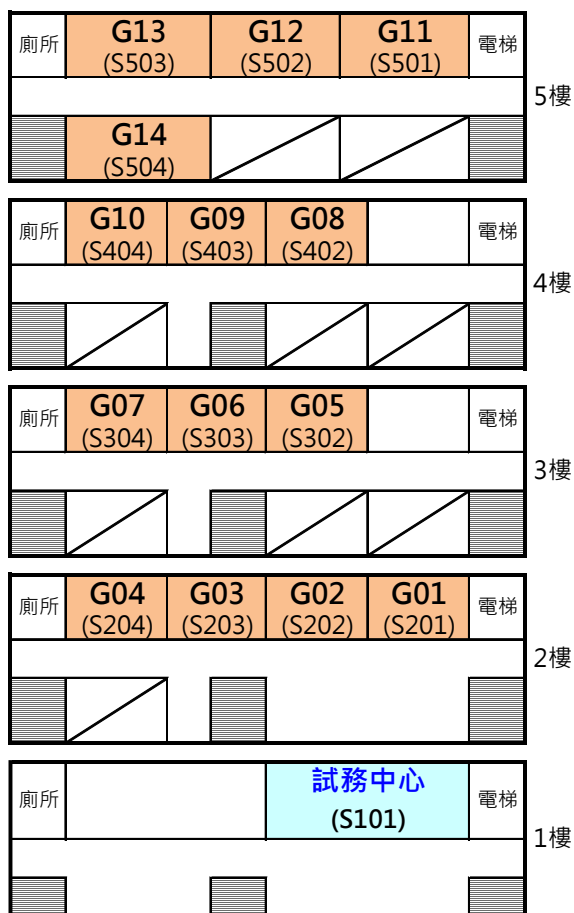 廁所 G13 G12 G11 電梯
(S503) (S502) (S501)
5樓
G14
(S504)
廁所 G10 G09 G08 電梯
(S404) (S403) (S402)
4樓
廁所 G07 G06 G05 電梯
(S304) (S303) (S302)
3樓
廁所 G04 G03 G02 G01 電梯
(S204) (S203) (S202) (S201)
2樓
廁所 試務中心 電梯
(S101)
1樓